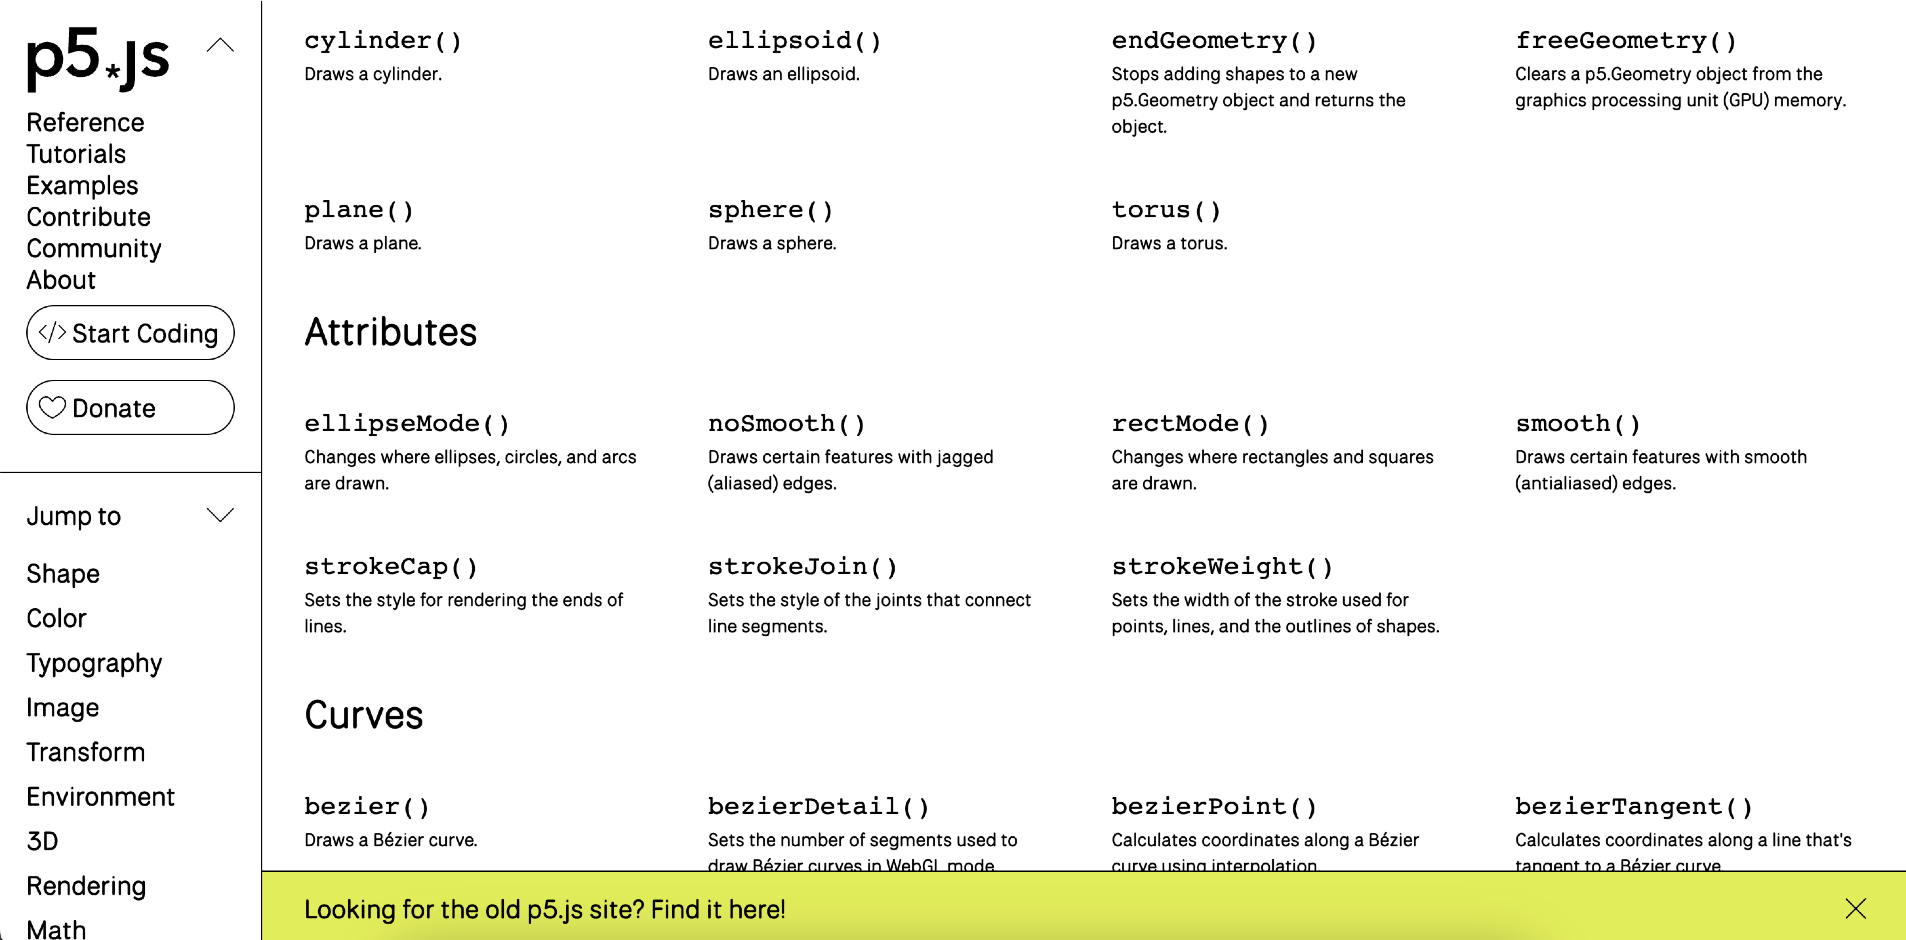 p5.js
Reference
Tutorials
Examples
Contribute
Community
About
</> Start Coding
Donate
Jump to
Shape
Color
Typography
Image
Transform
Environment
3D
Rendering
Math
cylinder()
Draws a cylinder.
ellipsoid()
Draws an ellipsoid.
endGeometry()
Stops adding shapes to a new
p5.Geometry object and returns the
object.
freeGeometry()
Clears a p5.Geometry object from the
graphics processing unit (GPU) memory.
plane()
Draws a plane.
sphere()
Draws a sphere.
torus()
Draws a torus.
Attributes
ellipseMode()
Changes where ellipses, circles, and arcs
are drawn.
noSmooth()
Draws certain features with jagged
(aliased) edges.
rectMode()
Changes where rectangles and squares
are drawn.
smooth()
Draws certain features with smooth
(antialiased) edges.
strokeCap()
Sets the style for rendering the ends of
lines.
strokeJoin()
Sets the style of the joints that connect
line segments.
strokeWeight()
Sets the width of the stroke used for
points, lines, and the outlines of shapes.
Curves
bezier()
Draws a Bézier curve.
bezierDetail()
Sets the number of segments used to
draw Bézier curves in WebGL mode.
bezierPoint()
Calculates coordinates along a Bézier
curve using interpolation.
bezierTangent()
Calculates coordinates along a line that's
tangent to a Bézier curve.
Looking for the old p5.js site? Find it here!